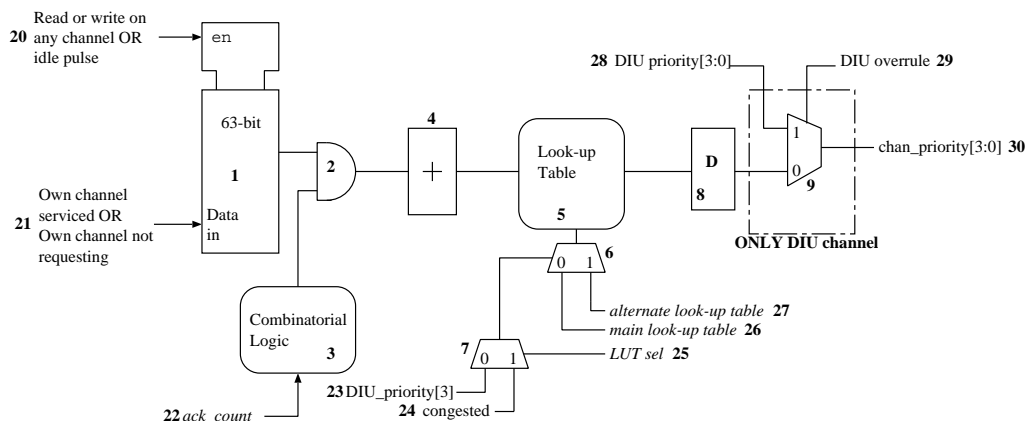 20 Read or write on
any channel OR
idle pulse
en
63-bit
1
21 Own channel
serviced OR
Own channel not
requesting
Data
in
2
Combinatorial
Logic
3
22 ack_count
4
+
Look-up
Table
5
6
0 1
alternate look-up table 27
main look-up table 26
7
0 1
LUT sel 25
23 DIU_priority[3]
24 congested
D
8
28 DIU priority[3:0]
DIU overrule 29
1
0
9
chan_priority[3:0] 30
ONLY DIU channel